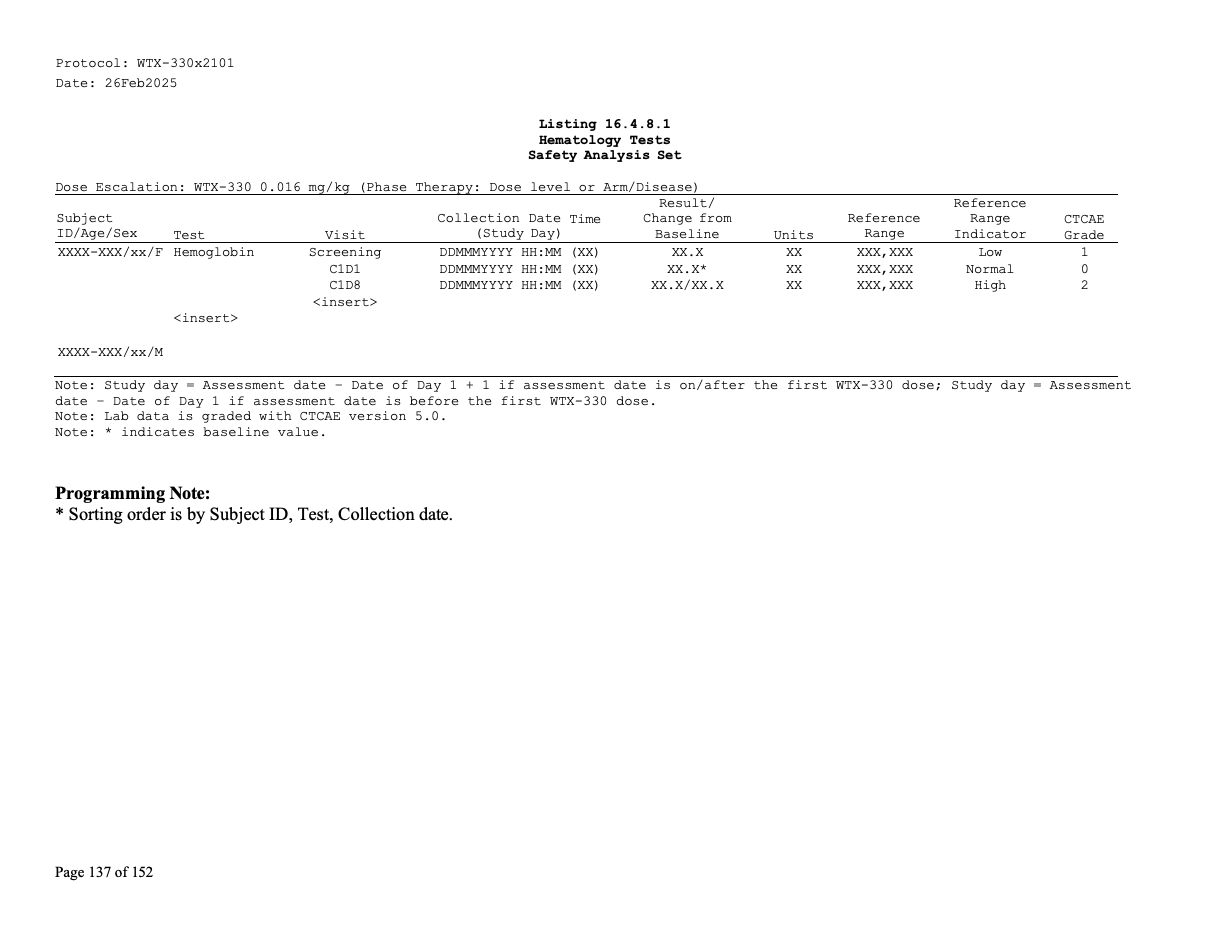 Protocol: WTX-330x2101
Date: 26Feb2025
Listing 16.4.8.1
Hematology Tests
Safety Analysis Set
Dose Escalation: WTX-330 0.016 mg/kg (Phase Therapy: Dose level or Arm/Disease)
Subject ID/Age/Sex Test Visit Collection Date Time (Study Day) Result/ Change from Baseline Units Reference Range Reference Range Indicator CTCAE Grade
XXXX-XXX/xx/F Hemoglobin Screening DDMMMYYYY HH:MM (XX) XX.X XX XXX,XXX Low 1
C1D1 DDMMMYYYY HH:MM (XX) XX.X* XX XXX,XXX Normal 0
C1D8 DDMMMYYYY HH:MM (XX) XX.X/XX.X XX XXX,XXX High 2
<insert>
<insert>
XXXX-XXX/xx/M
Note: Study day = Assessment date – Date of Day 1 + 1 if assessment date is on/after the first WTX-330 dose; Study day = Assessment
date – Date of Day 1 if assessment date is before the first WTX-330 dose.
Note: Lab data is graded with CTCAE version 5.0.
Note: * indicates baseline value.
Programming Note:
* Sorting order is by Subject ID, Test, Collection date.
Page 137 of 152